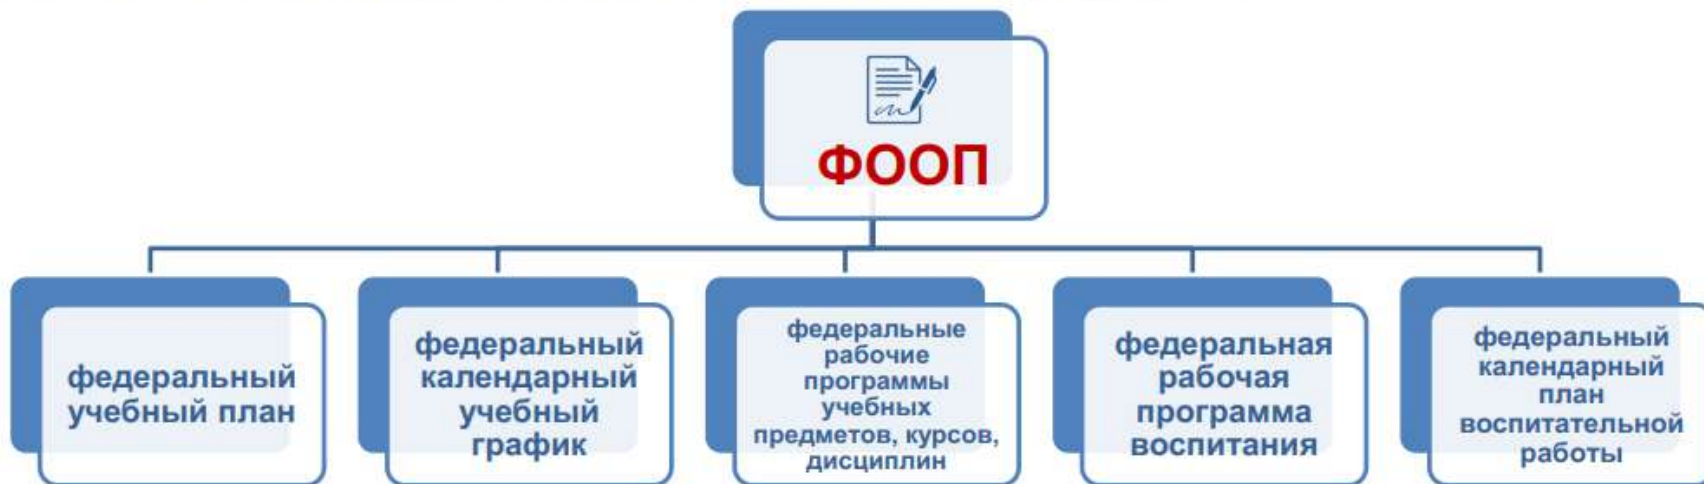 ФООП
федеральный
учебный план
федеральный
календарный
учебный
график
федеральные
рабочие
программы
учебных
предметов, курсов,
дисциплин
федеральная
рабочая
программа
воспитания
федеральный
календарный
план
воспитательной
работы